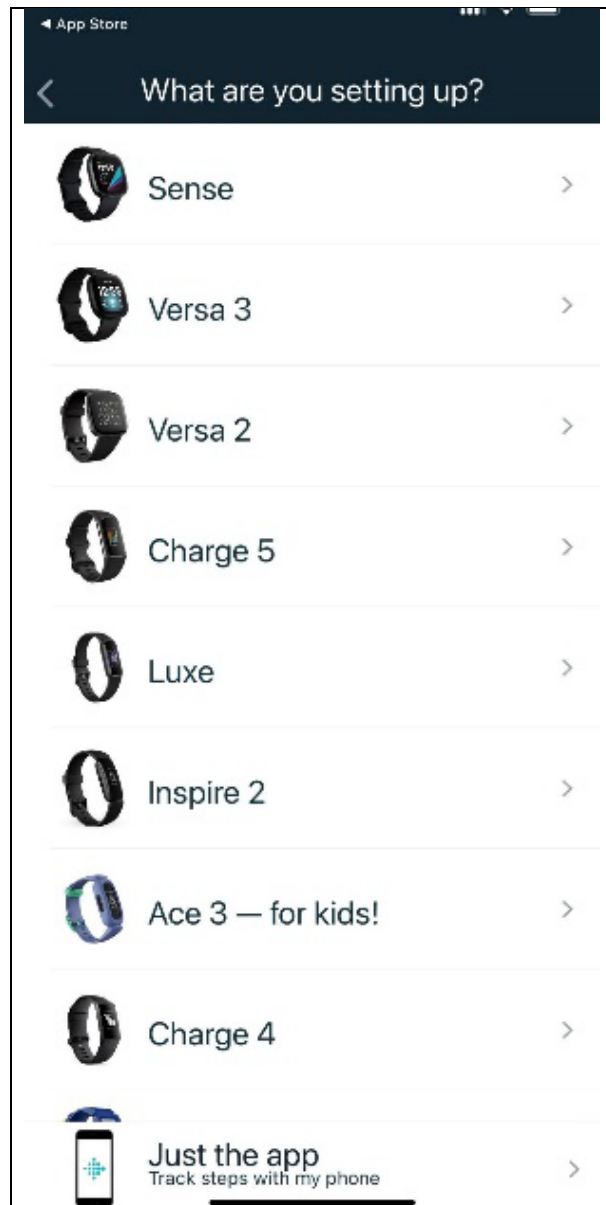 ◀ App Store
What are you setting up?
Sense
Versa 3
Versa 2
Charge 5
Luxe
Inspire 2
Ace 3 — for kids!
Charge 4
Just the app
Track steps with my phone